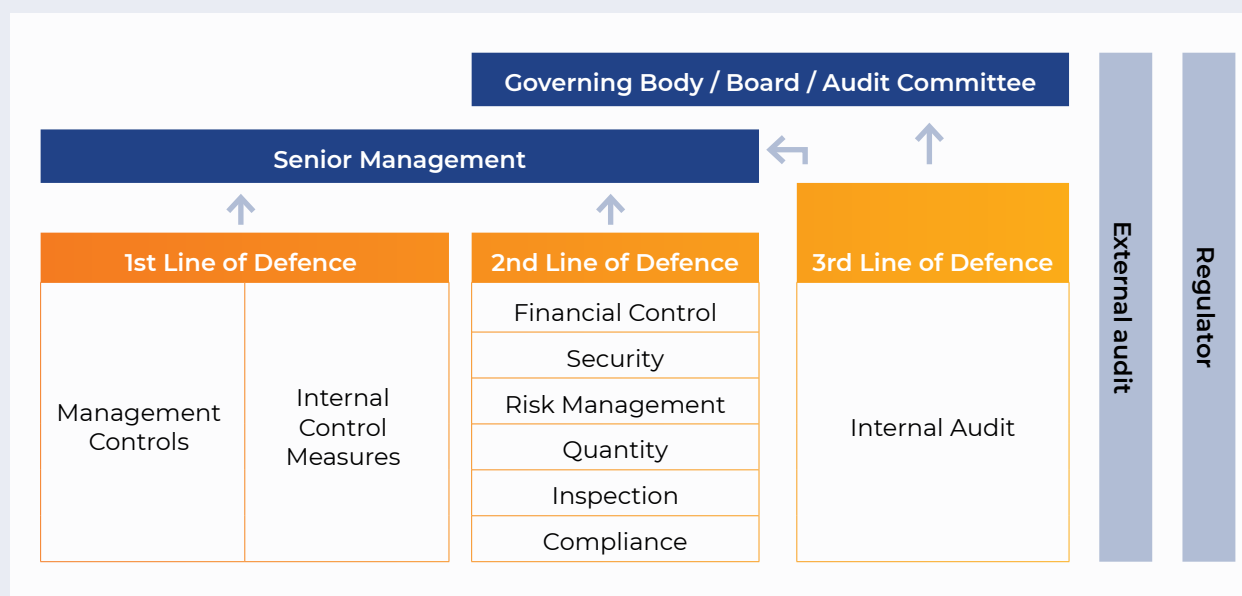 Governing Body / Board / Audit Committee
Senior Management
1st Line of Defence
Management
Controls
Internal
Control
Measures
2nd Line of Defence
Financial Control
Security
Risk Management
Quantity
Inspection
Compliance
3rd Line of Defence
Internal Audit
External audit
Regulator